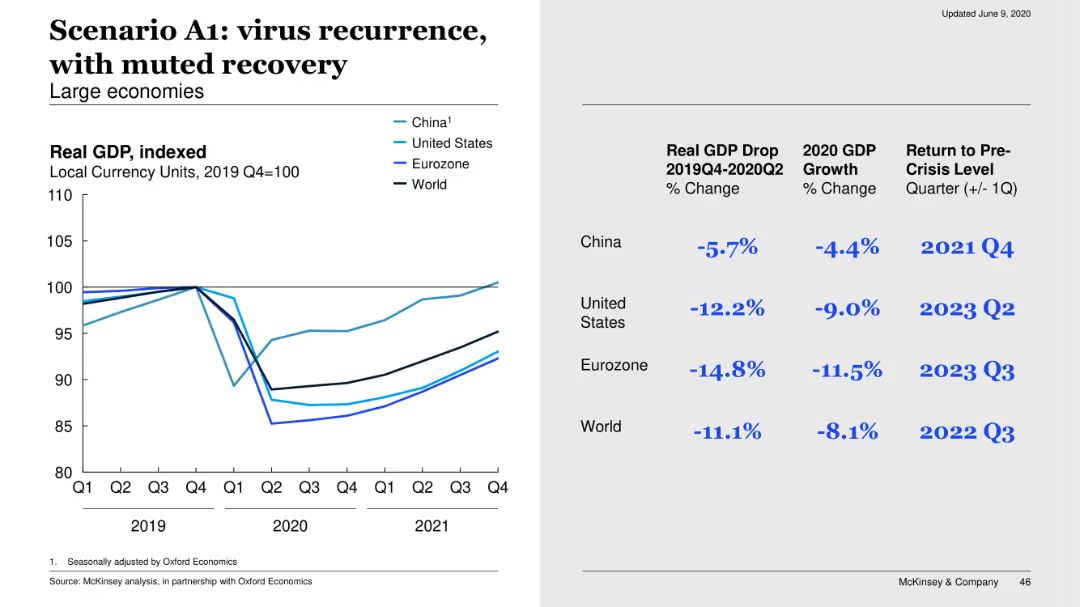 Updated June 9, 2020
Scenario A1: virus recurrence,
with muted recovery
Large economies
Real GDP, indexed
Local Currency Units, 2019 Q4=100
China¹
United States
Eurozone
World
110
105
100
95
90
85
80
Q1 Q2 Q3 Q4 Q1 Q2 Q3 Q4 Q1 Q2 Q3 Q4
2019 2020 2021
1. Seasonally adjusted by Oxford Economics
Source: McKinsey analysis, in partnership with Oxford Economics
Real GDP Drop 2020 GDP Return to Pre-
2019Q4-2020Q2 Growth Crisis Level
% Change % Change Quarter (+/- 1Q)
China -5.7% -4.4% 2021 Q4
United
States -12.2% -9.0% 2023 Q2
Eurozone -14.8% -11.5% 2023 Q3
World -11.1% -8.1% 2022 Q3
McKinsey & Company 46